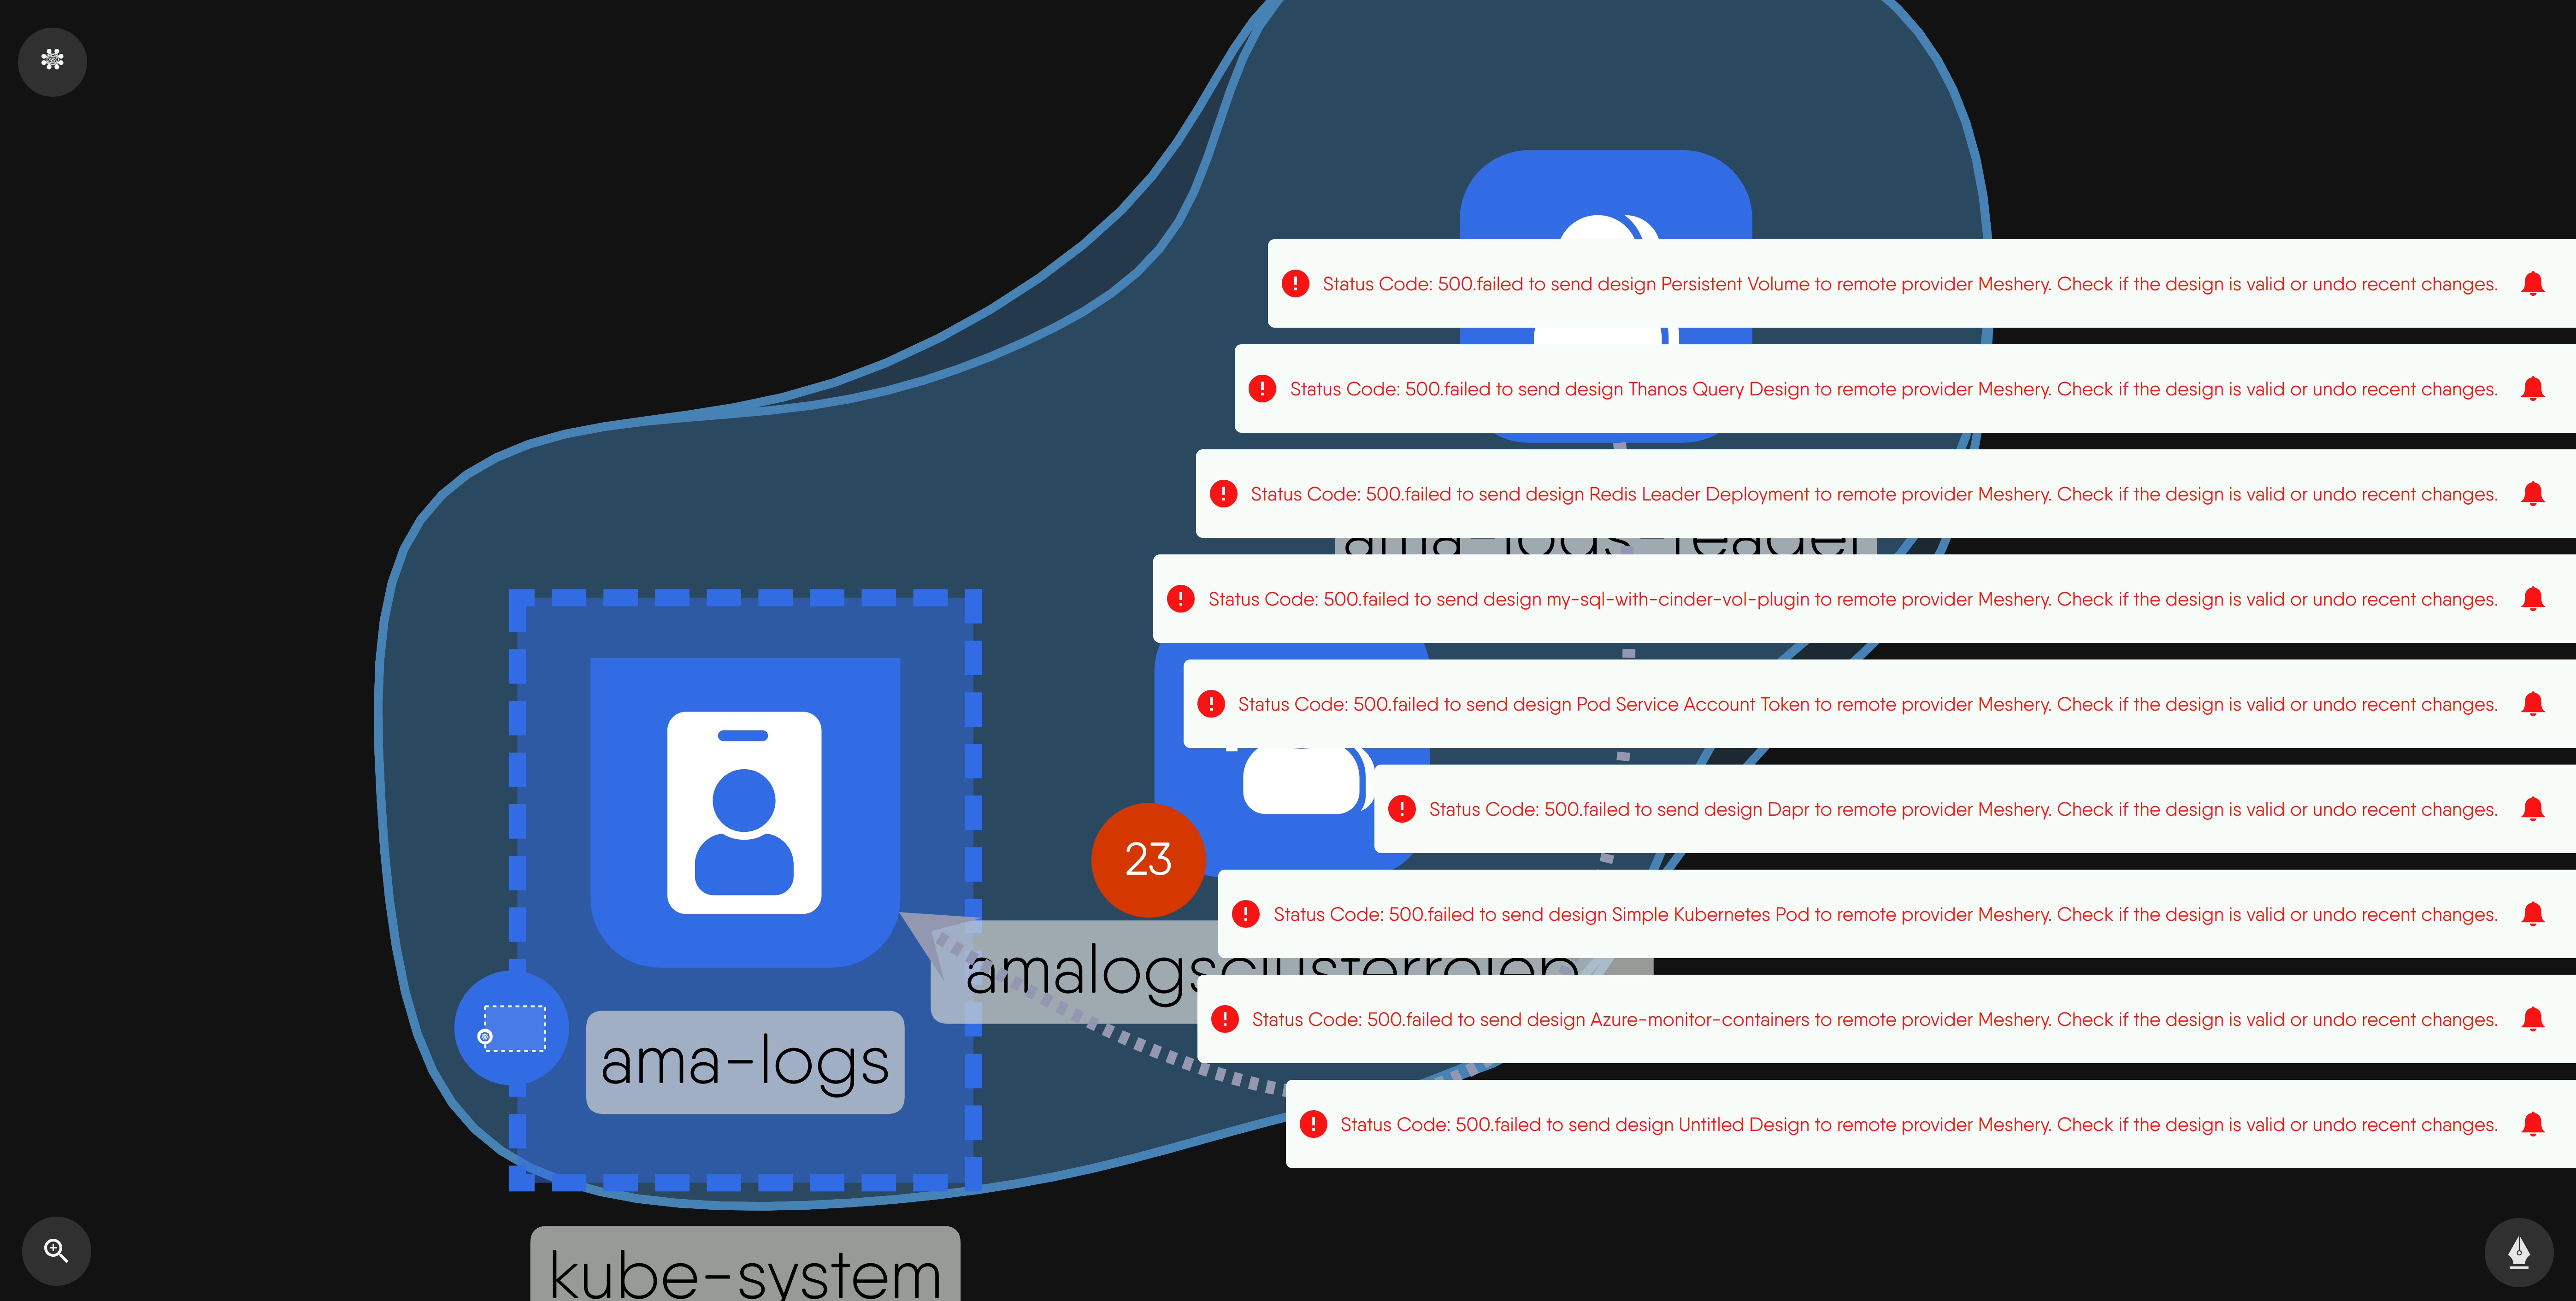 Status Code: 500.failed to send design Persistent Volume to remote provider Meshery. Check if the design is valid or undo recent changes.
Status Code: 500.failed to send design Thanos Query Design to remote provider Meshery. Check if the design is valid or undo recent changes.
Status Code: 500.failed to send design Redis Leader Deployment to remote provider Meshery. Check if the design is valid or undo recent changes.
ama-logs-reader
Status Code: 500.failed to send design my-sql-with-cinder-vol-plugin to remote provider Meshery. Check if the design is valid or undo recent changes.
Status Code: 500.failed to send design Pod Service Account Token to remote provider Meshery. Check if the design is valid or undo recent changes.
Status Code: 500.failed to send design Dapr to remote provider Meshery. Check if the design is valid or undo recent changes.
23
Status Code: 500.failed to send design Simple Kubernetes Pod to remote provider Meshery. Check if the design is valid or undo recent changes.
Status Code: 500.failed to send design Azure-monitor-containers to remote provider Meshery. Check if the design is valid or undo recent changes.
ama-logs
Status Code: 500.failed to send design Untitled Design to remote provider Meshery. Check if the design is valid or undo recent changes.
kube-system